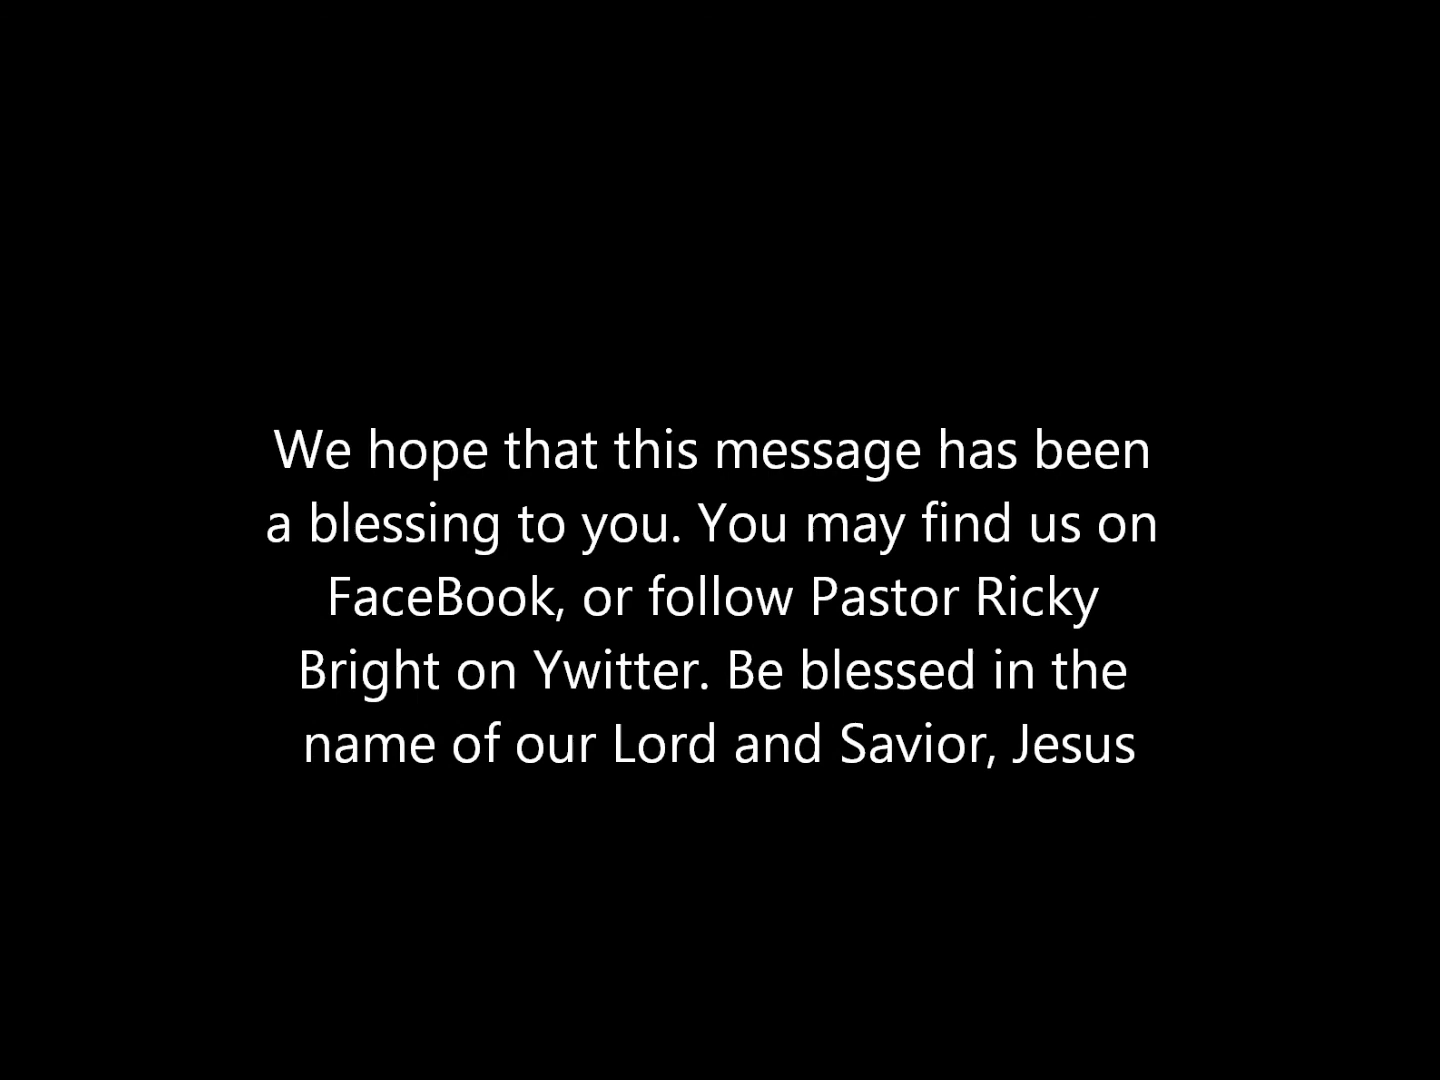 We hope that this message has been
a blessing to you. You may find us on
FaceBook, or follow Pastor Ricky
Bright on Ywitter. Be blessed in the
name of our Lord and Savior, Jesus